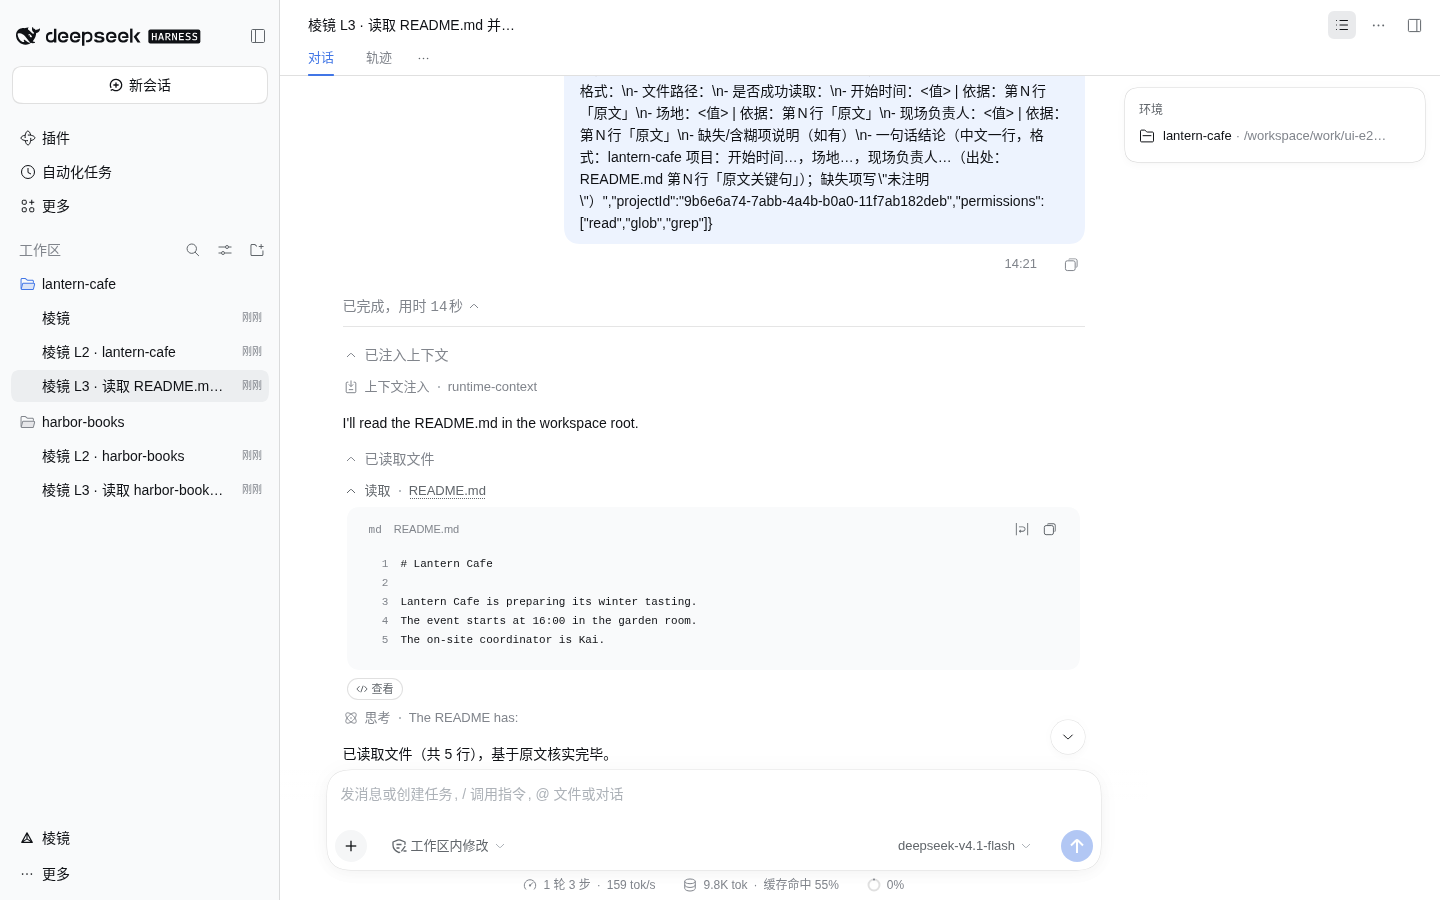 deepseek HARNESS
新会话
插件
自动化任务
更多
工作区
lantern-cafe
棱镜 刚刚
棱镜 L2 · lantern-cafe 刚刚
棱镜 L3 · 读取 README.m… 刚刚
harbor-books
棱镜 L2 · harbor-books 刚刚
棱镜 L3 · 读取 harbor-book… 刚刚
棱镜
更多
棱镜 L3 · 读取 README.md 并…
对话 轨迹
格式：\n- 文件路径：\n- 是否成功读取：\n- 开始时间：<值> | 依据：第N行
「原文」\n- 场地：<值> | 依据：第N行「原文」\n- 现场负责人：<值> | 依据：
第N行「原文」\n- 缺失/含糊项说明（如有）\n- 一句话结论（中文一行，格
式：lantern-cafe 项目：开始时间…，场地…，现场负责人…（出处：
README.md 第N行「原文关键句」）；缺失项写\"未注明
\"）","projectId":"9b6e6a74-7abb-4a4b-b0a0-11f7ab182deb","permissions":
["read","glob","grep"]}
14:21
已完成，用时 14秒
已注入上下文
上下文注入 · runtime-context
I'll read the README.md in the workspace root.
已读取文件
读取 · README.md
md README.md
1 # Lantern Cafe
2
3 Lantern Cafe is preparing its winter tasting.
4 The event starts at 16:00 in the garden room.
5 The on-site coordinator is Kai.
查看
思考 · The README has:
已读取文件（共 5 行），基于原文核实完毕。
发消息或创建任务, / 调用指令, @ 文件或对话
工作区内修改
deepseek-v4.1-flash
1 轮 3 步 · 159 tok/s 9.8K tok · 缓存命中 55% 0%
环境
lantern-cafe · /workspace/work/ui-e2…